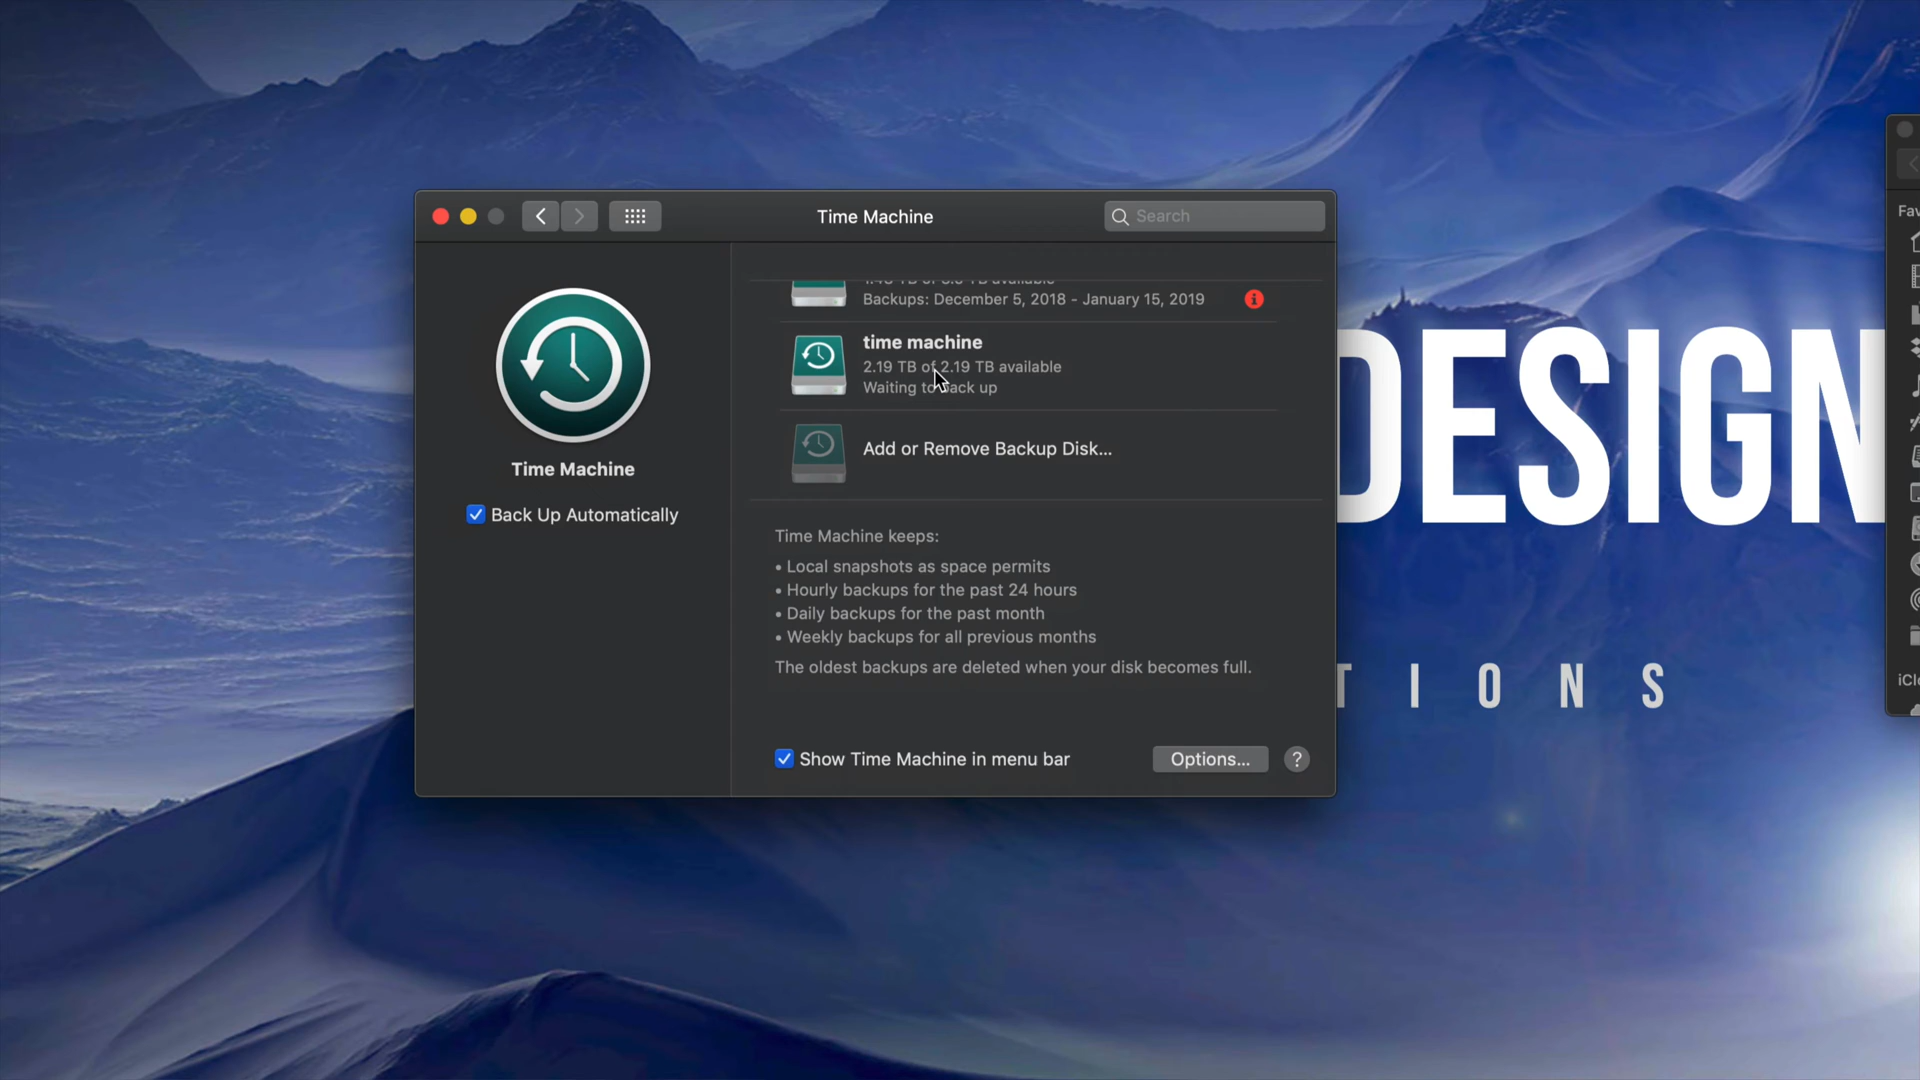 Time Machine
Search
Backups: December 5, 2018 - January 15, 2019
time machine
2.19 TB of 2.19 TB available
Waiting to back up
Add or Remove Backup Disk...
Time Machine
Back Up Automatically
Time Machine keeps:
• Local snapshots as space permits
• Hourly backups for the past 24 hours
• Daily backups for the past month
• Weekly backups for all previous months
The oldest backups are deleted when your disk becomes full.
Show Time Machine in menu bar
Options...
?
DESIGN
TIONS
Fav
iClo